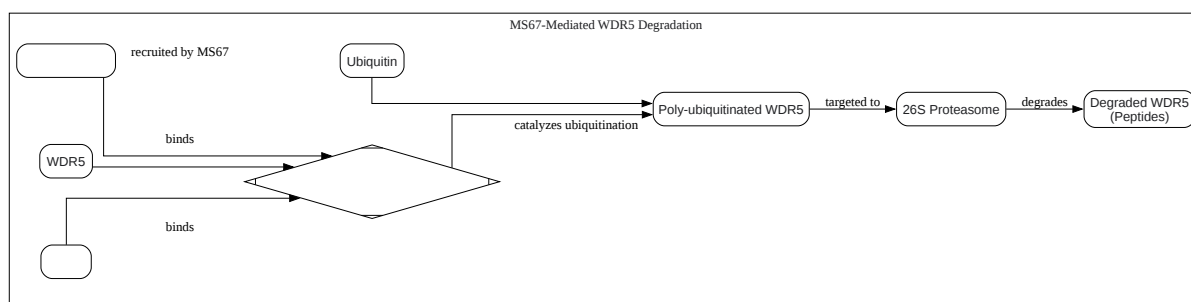 MS67-Mediated WDR5 Degradation
recruited by MS67
Ubiquitin
Poly-ubiquitinated WDR5
targeted to
26S Proteasome
degrades
Degraded WDR5
(Peptides)
catalyzes ubiquitination
binds
WDR5
binds